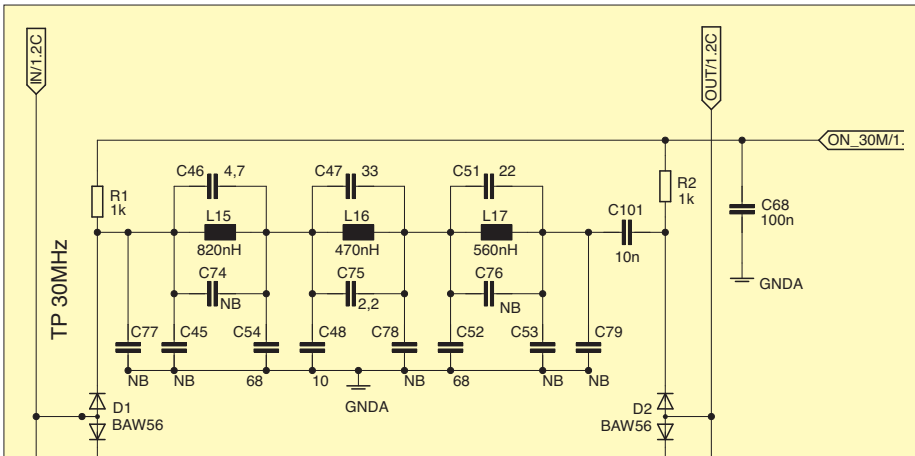 IN/1.2C
OUT/1.2C
ON_30M/1.
C46 4,7
C47 33
C51 22
R1
1k
R2
1k
L15
820nH
L16
470nH
L17
560nH
C101
10n
C68
100n
GNDA
C74
NB
C75
2,2
C76
NB
TP 30MHz
C77
NB
C45
NB
C54
68
C48
10
C78
NB
C52
68
C53
NB
C79
NB
GNDA
D1
BAW56
D2
BAW56